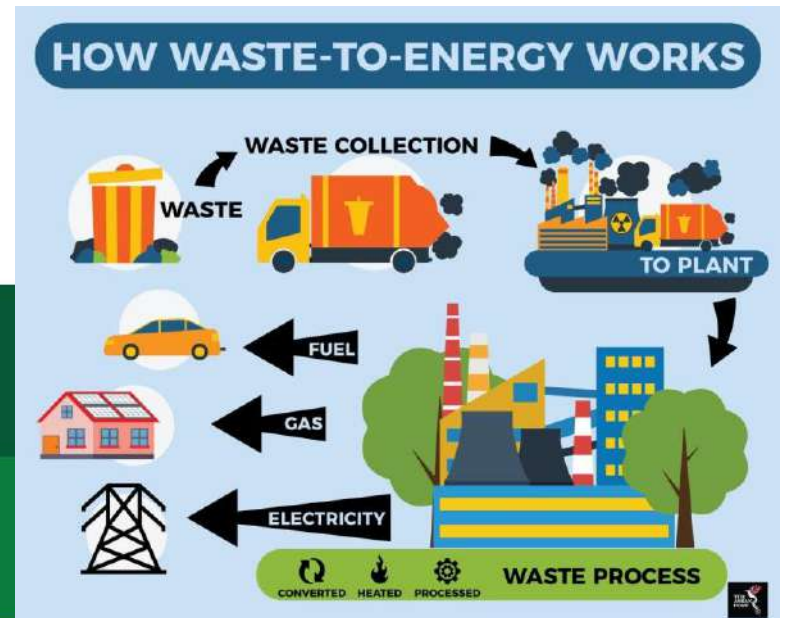 HOW WASTE-TO-ENERGY WORKS
WASTE
WASTE COLLECTION
TO PLANT
FUEL
GAS
ELECTRICITY
CONVERTED HEATED PROCESSED
WASTE PROCESS